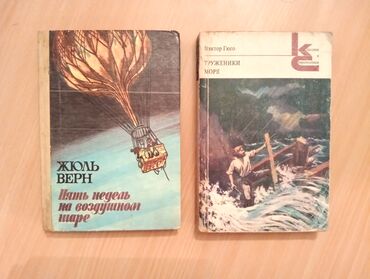 ЖЮЛЬ
ВЕРН
Пять недель
на воздушном
шаре
Виктор Гюго
ТРУЖЕНИКИ
МОРЯ